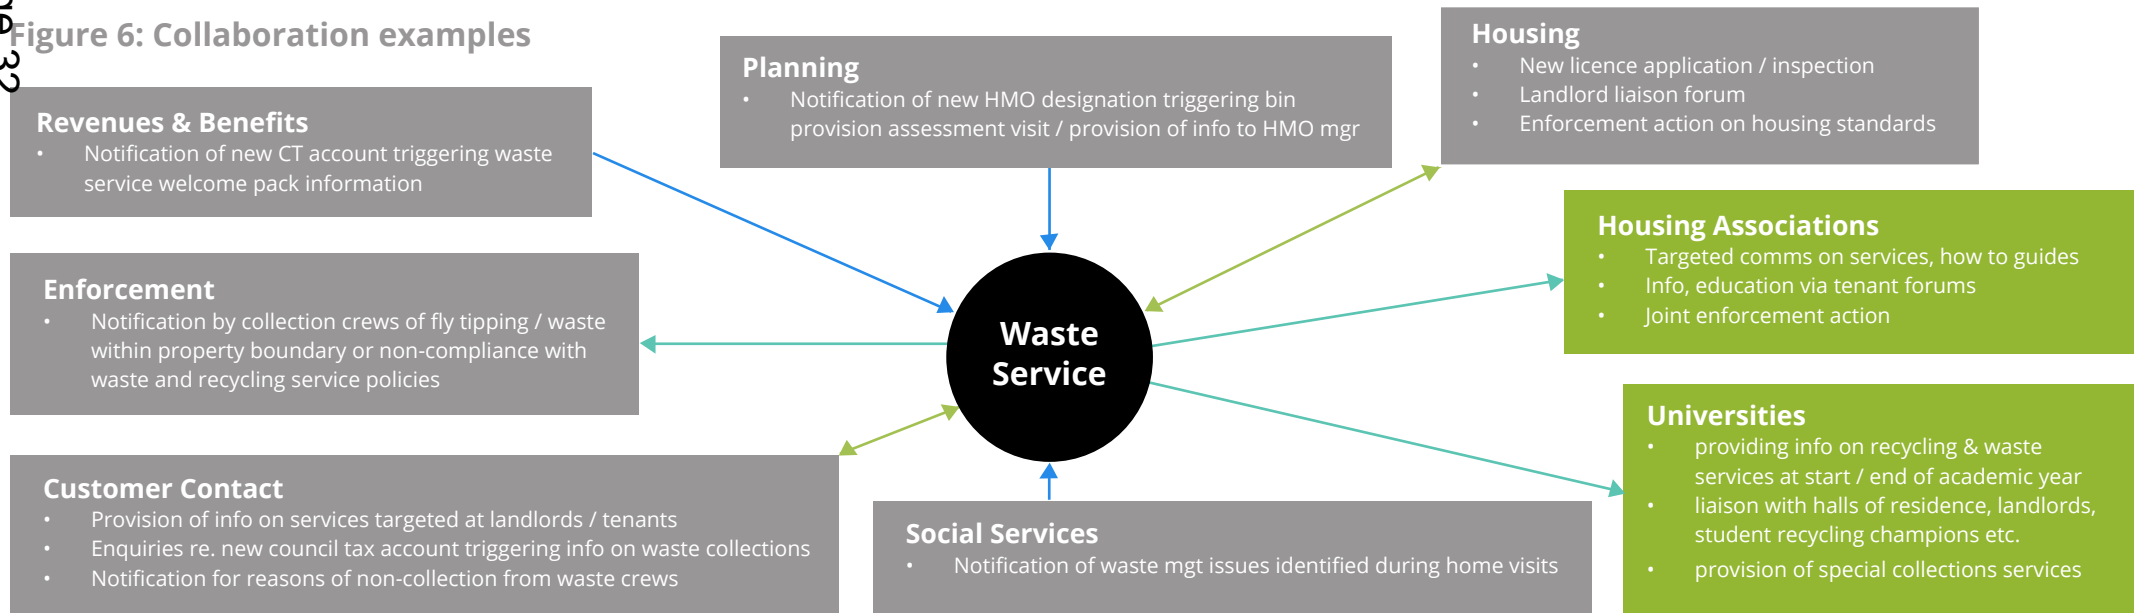 ge 32
Figure 6: Collaboration examples
Revenues & Benefits
• Notification of new CT account triggering waste
service welcome pack information
Planning
• Notification of new HMO designation triggering bin
provision assessment visit / provision of info to HMO mgr
Housing
• New licence application / inspection
• Landlord liaison forum
• Enforcement action on housing standards
Enforcement
• Notification by collection crews of fly tipping / waste
within property boundary or non-compliance with
waste and recycling service policies
Waste
Service
Housing Associations
• Targeted comms on services, how to guides
• Info, education via tenant forums
• Joint enforcement action
Customer Contact
• Provision of info on services targeted at landlords / tenants
• Enquiries re. new council tax account triggering info on waste collections
• Notification for reasons of non-collection from waste crews
Social Services
• Notification of waste mgt issues identified during home visits
Universities
• providing info on recycling & waste
services at start / end of academic year
• liaison with halls of residence, landlords,
student recycling champions etc.
• provision of special collections services